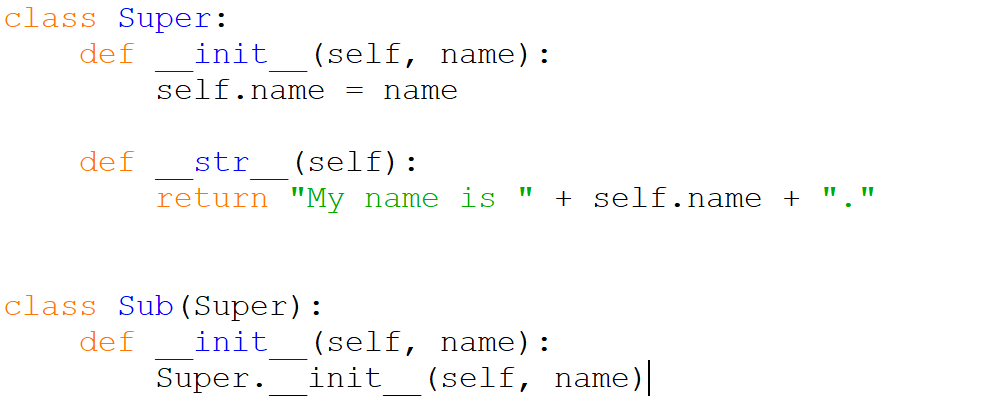 class Super:
    def __init__(self, name):
        self.name = name
    def __str__(self):
        return "My name is " + self.name + "."
class Sub(Super):
    def __init__(self, name):
        Super.__init__(self, name)